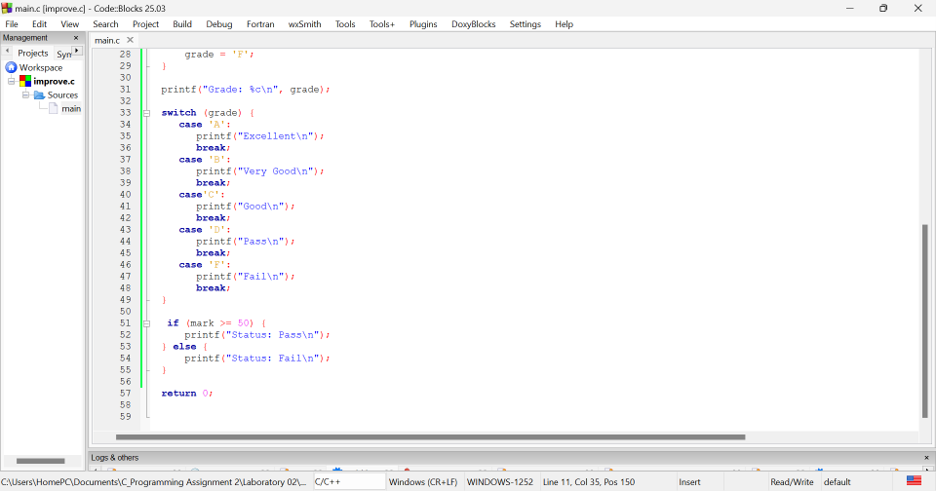 main.c [improve.c] - Code::Blocks 25.03
File Edit View Search Project Build Debug Fortran wxSmith Tools Tools+ Plugins DoxyBlocks Settings Help
Management
Projects Syn
Workspace
improve.c
Sources
main
main.c
28 grade = 'F';
29 }
30
31 printf("Grade: %c\n", grade);
32
33 switch (grade) {
34 case 'A':
35 printf("Excellent\n");
36 break;
37 case 'B':
38 printf("Very Good\n");
39 break;
40 case'C':
41 printf("Good\n");
42 break;
43 case 'D':
44 printf("Pass\n");
45 break;
46 case 'F':
47 printf("Fail\n");
48 break;
49 }
50
51 if (mark >= 50) {
52 printf("Status: Pass\n");
53 } else {
54 printf("Status: Fail\n");
55 }
56
57 return 0;
58
59
Logs & others
C:\Users\HomePC\Documents\C_Programming Assignment 2\Laboratory 02\... C/C++ Windows (CR+LF) WINDOWS-1252 Line 11, Col 35, Pos 150 Insert Read/Write default